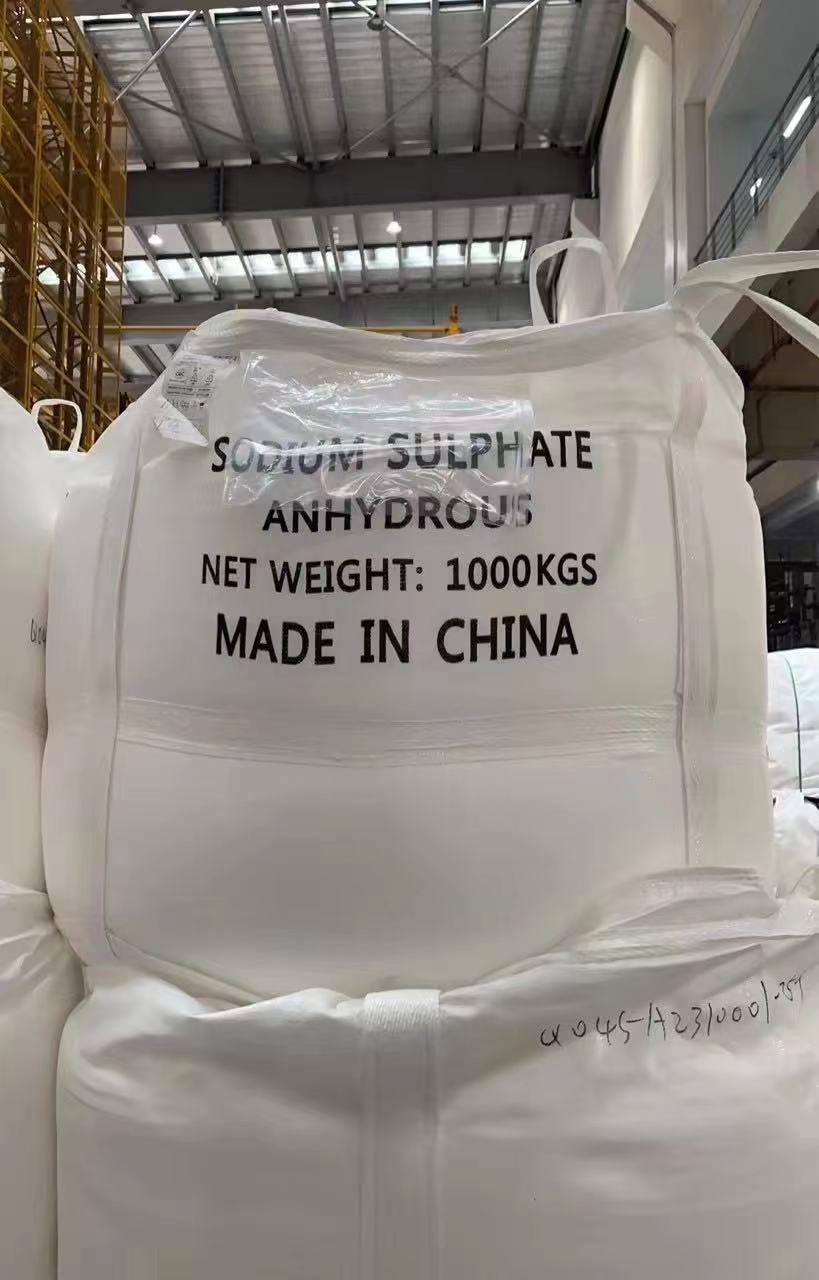 SODIUM SULPHATE
ANHYDROUS
NET WEIGHT: 1000KGS
MADE IN CHINA